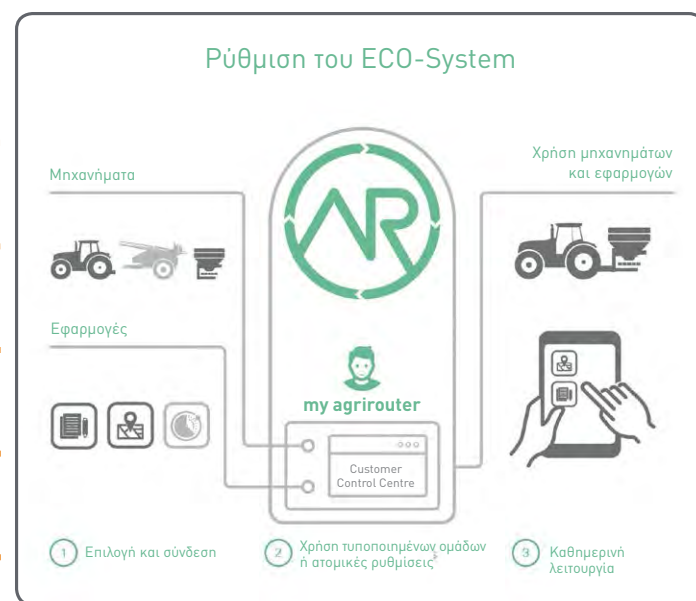 Ρύθμιση του ECO-System
Μηχανήματα
Χρήση μηχανημάτων
και εφαρμογών
AR
Εφαρμογές
my agrirouter
Customer
Control Centre
1 Επιλογή και σύνδεση
2 Χρήση τυποποιημένων ομάδων
ή ατομικές ρυθμίσεις
3 Καθημερινή
λειτουργία